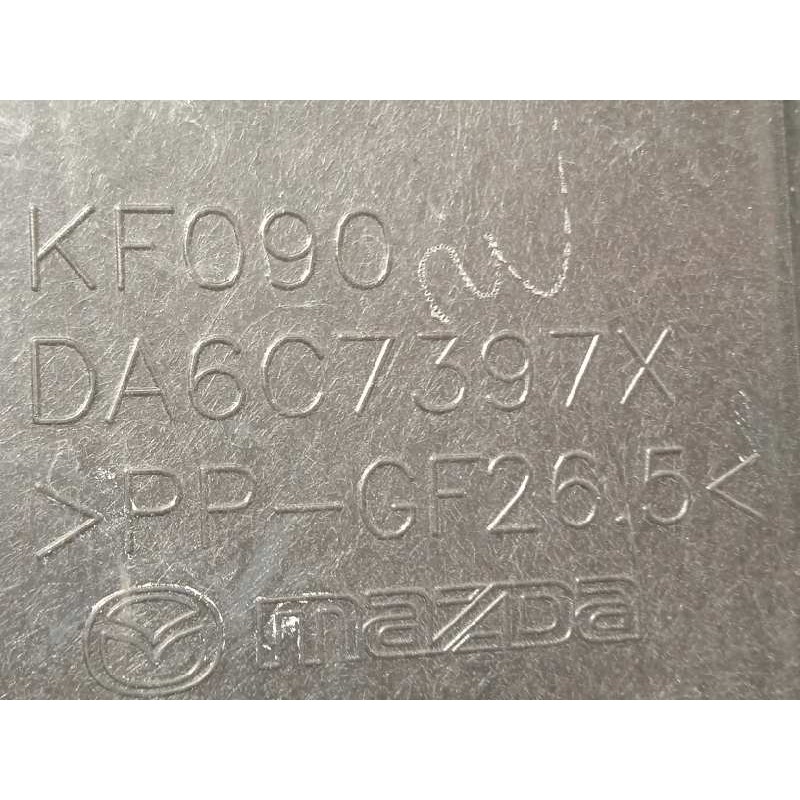 KF090
DA6C7397X
>PP-GF26.5<
mazda